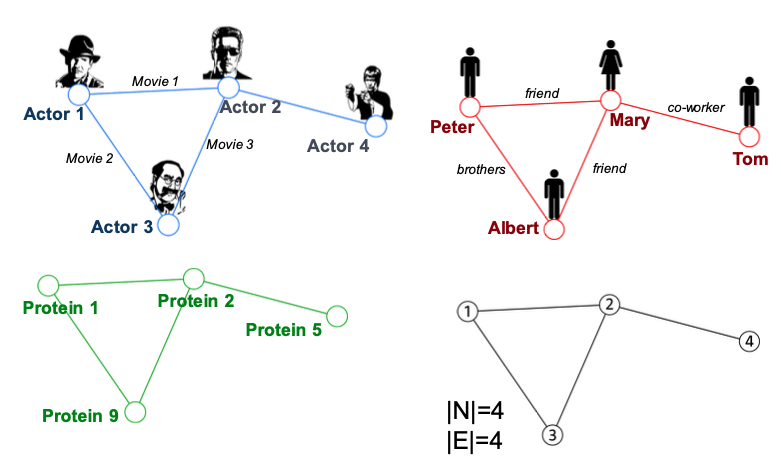 Movie 1
Actor 1
Actor 2
Actor 4
Movie 2
Movie 3
Actor 3
friend
Peter
Mary
co-worker
Tom
brothers
friend
Albert
Protein 1
Protein 2
Protein 5
Protein 9
1
2
4
3
|N|=4
|E|=4